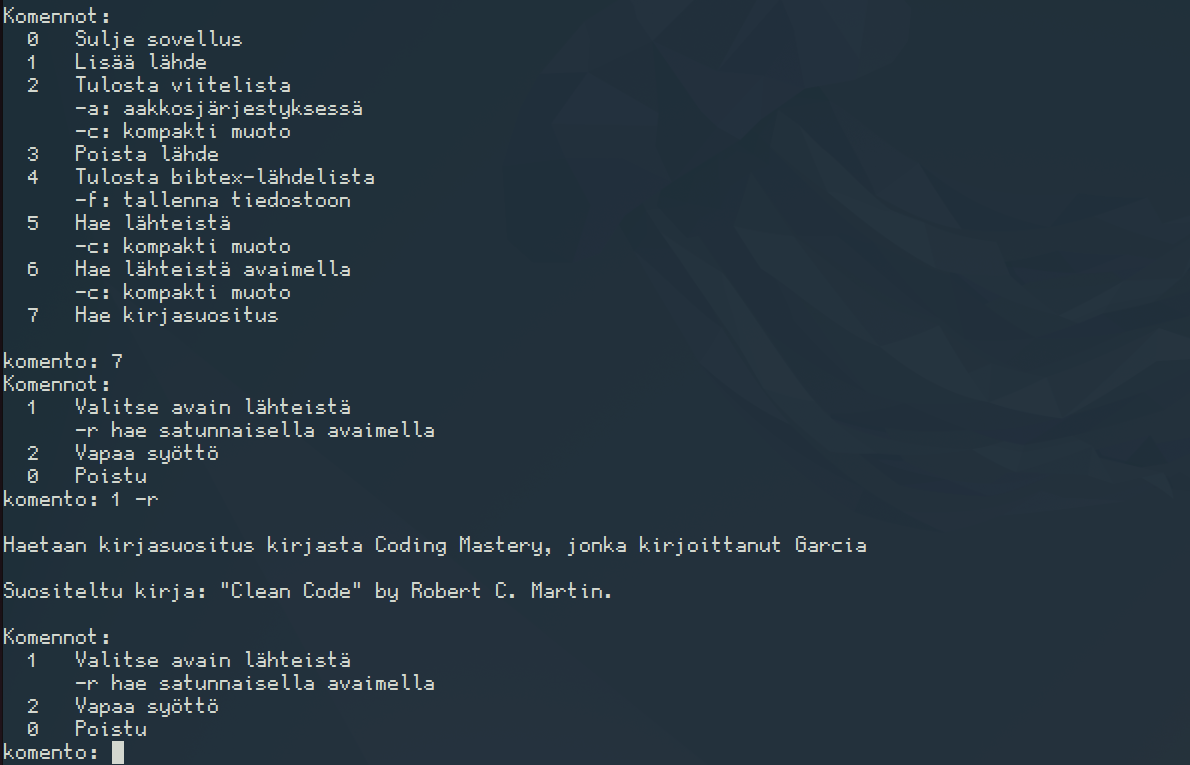 Komennot:
  0   Sulje sovellus
  1   Lisää lähde
  2   Tulosta viitelista
      -a: aakkosjärjestyksessä
      -c: kompakti muoto
  3   Poista lähde
  4   Tulosta bibtex-lähdelista
      -f: tallenna tiedostoon
  5   Hae lähteistä
      -c: kompakti muoto
  6   Hae lähteistä avaimella
      -c: kompakti muoto
  7   Hae kirjasuositus
komento: 7
Komennot:
  1   Valitse avain lähteistä
      -r hae satunnaisella avaimella
  2   Vapaa syöttö
  0   Poistu
komento: 1 -r
Haetaan kirjasuositus kirjasta Coding Mastery, jonka kirjoittanut Garcia
Suositeltu kirja: "Clean Code" by Robert C. Martin.
Komennot:
  1   Valitse avain lähteistä
      -r hae satunnaisella avaimella
  2   Vapaa syöttö
  0   Poistu
komento: